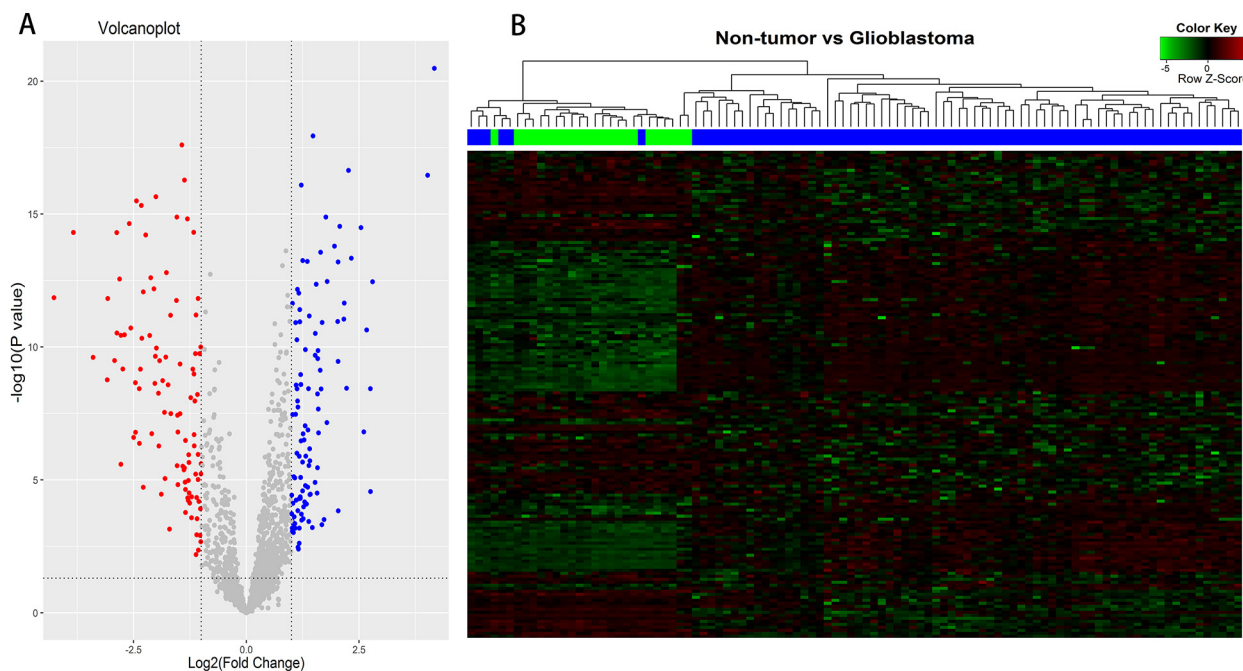 A
Volcanoplot
20
15
10
5
0
-log10(P value)
-2.5
0.0
2.5
Log2(Fold Change)
B
Non-tumor vs Glioblastoma
Color Key
-5
0
Row Z-Score